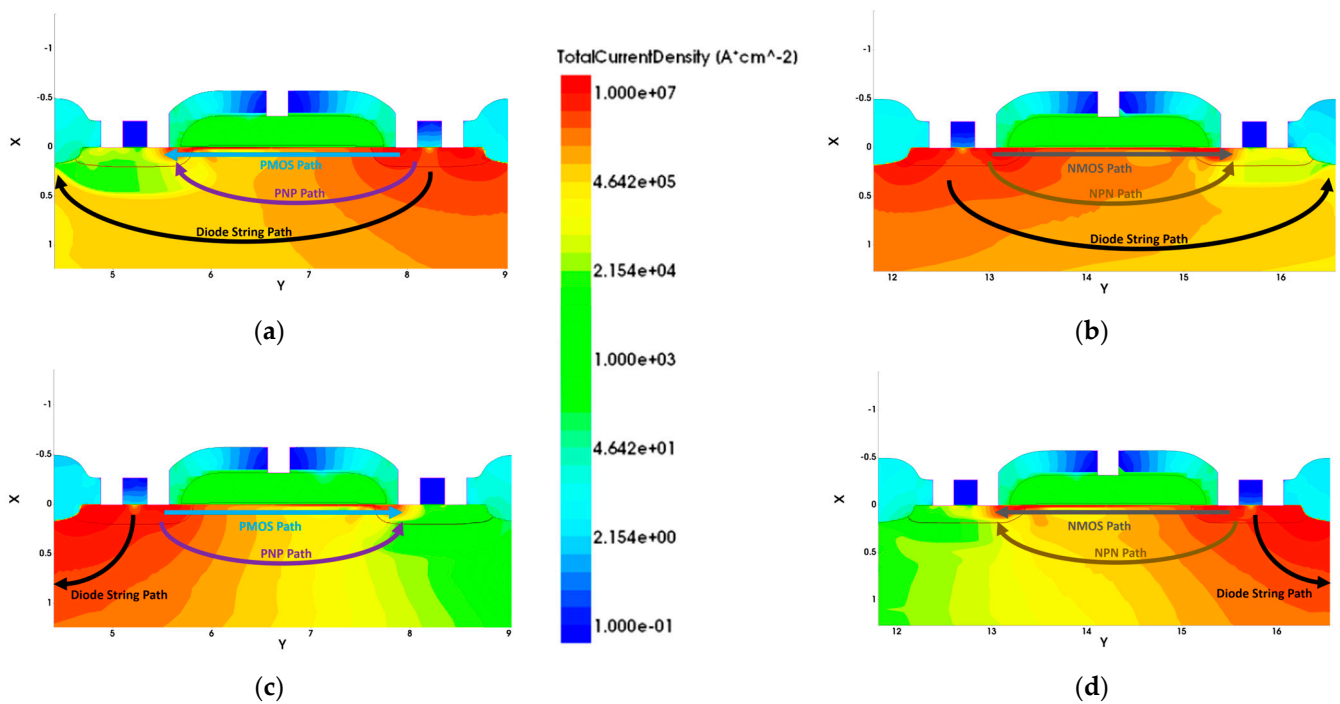 X
-1
-0.5
0
0.5
1
PMOS Path
PNP Path
Diode String Path
5
6
7
8
9
Y
(a)
TotalCurrentDensity (A*cm^-2)
1.000e+07
4.642e+05
2.154e+04
1.000e+03
4.642e+01
2.154e+00
1.000e-01
X
-1
-0.5
0
0.5
1
NMOS Path
NPN Path
Diode String Path
12
13
14
15
16
Y
(b)
X
-1
-0.5
0
0.5
1
PMOS Path
PNP Path
Diode String Path
5
6
7
8
9
Y
(c)
X
-1
-0.5
0
0.5
1
NMOS Path
NPN Path
Diode String Path
12
13
14
15
16
Y
(d)